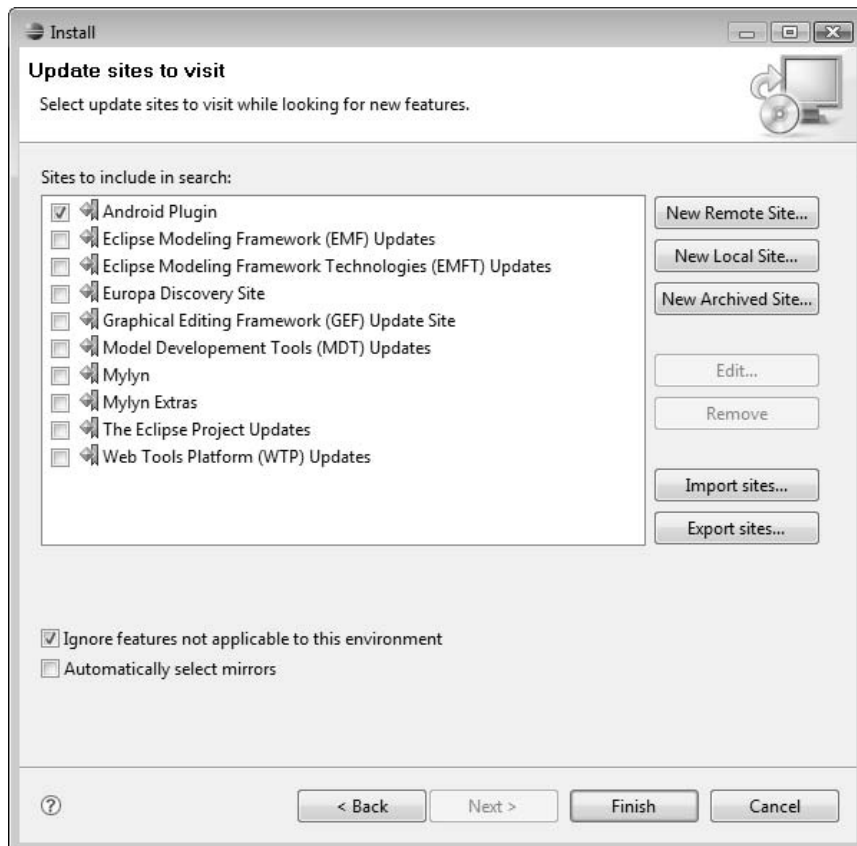 Install
Update sites to visit
Select update sites to visit while looking for new features.
Sites to include in search:
Android Plugin
Eclipse Modeling Framework (EMF) Updates
Eclipse Modeling Framework Technologies (EMFT) Updates
Europa Discovery Site
Graphical Editing Framework (GEF) Update Site
Model Developement Tools (MDT) Updates
Mylyn
Mylyn Extras
The Eclipse Project Updates
Web Tools Platform (WTP) Updates
New Remote Site...
New Local Site...
New Archived Site...
Edit...
Remove
Import sites...
Export sites...
Ignore features not applicable to this environment
Automatically select mirrors
?
< Back
Next >
Finish
Cancel